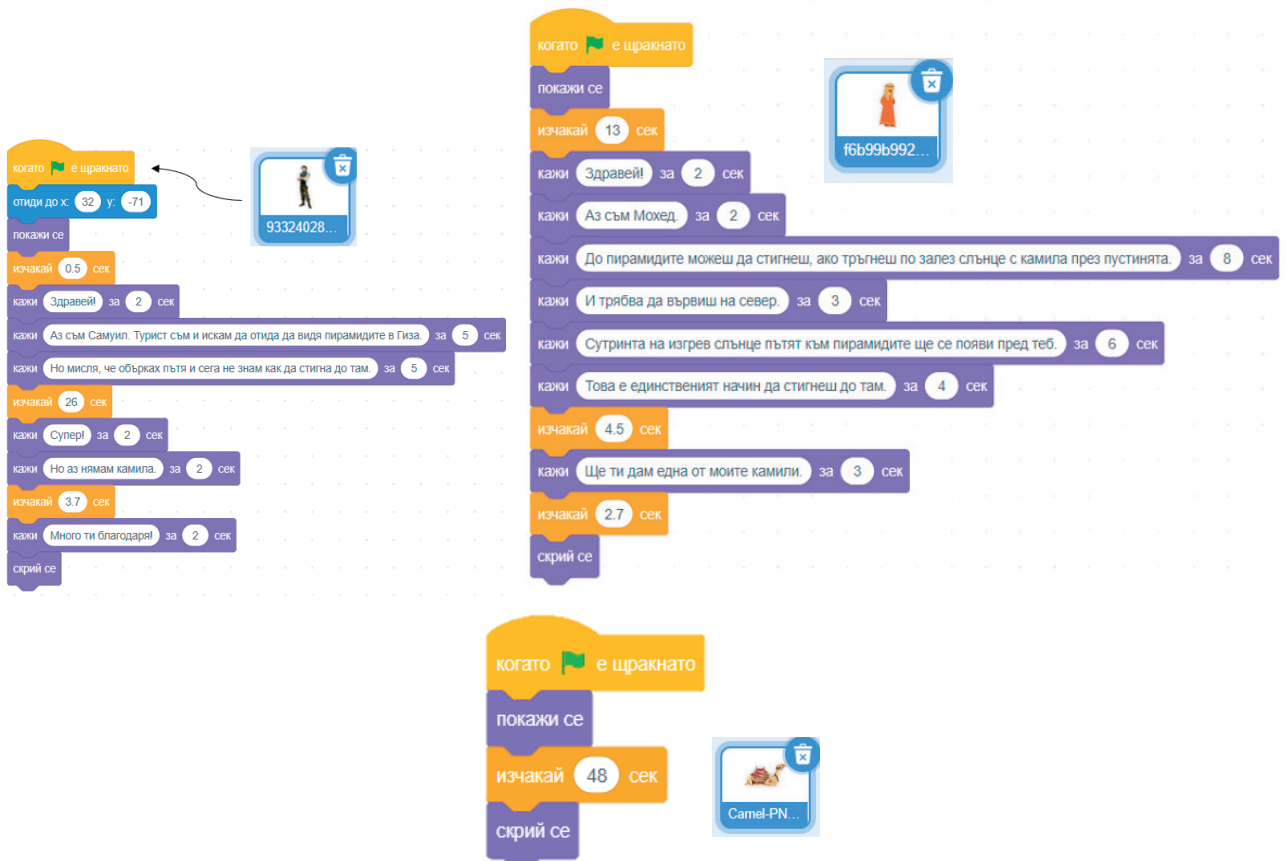 когато е щракнато
отиди до x: 32 y: -71
покажи се
изчакай 0.5 сек
кажи Здравей! за 2 сек
кажи Аз съм Самуил. Турист съм и искам да отида да видя пирамидите в Гиза. за 5 сек
кажи Но мисля, че обърках пътя и сега не знам как да стигна до там. за 5 сек
изчакай 26 сек
кажи Супер! за 2 сек
кажи Но аз нямам камила. за 2 сек
изчакай 3.7 сек
кажи Много ти благодаря! за 2 сек
скрий се
93324028...
когато е щракнато
покажи се
изчакай 13 сек
кажи Здравей! за 2 сек
кажи Аз съм Мохед. за 2 сек
кажи До пирамидите можеш да стигнеш, ако тръгнеш по залез слънце с камила през пустинята. за 8 сек
кажи И трябва да вървиш на север. за 3 сек
кажи Сутринта на изгрев слънце пътят към пирамидите ще се появи пред теб. за 6 сек
кажи Това е единственият начин да стигнеш до там. за 4 сек
изчакай 4.5 сек
кажи Ще ти дам една от моите камили. за 3 сек
изчакай 2.7 сек
скрий се
f6b99b992...
когато е щракнато
покажи се
изчакай 48 сек
скрий се
Camel-PN...